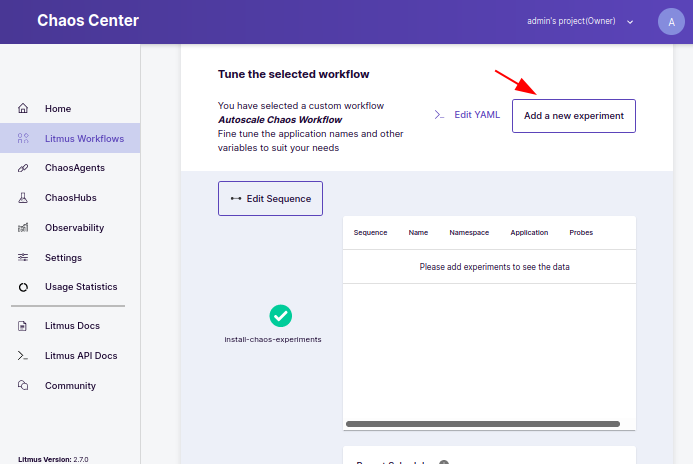 Chaos Center
admin's project(Owner)
A
Home
Litmus Workflows
ChaosAgents
ChaosHubs
Observability
Settings
Usage Statistics
Litmus Docs
Litmus API Docs
Community
Litmus Version: 2.7.0
Tune the selected workflow
You have selected a custom workflow
Autoscale Chaos Workflow
Fine tune the application names and other
variables to suit your needs
Edit YAML
Add a new experiment
Edit Sequence
Sequence Name Namespace Application Probes
Please add experiments to see the data
install-chaos-experiments